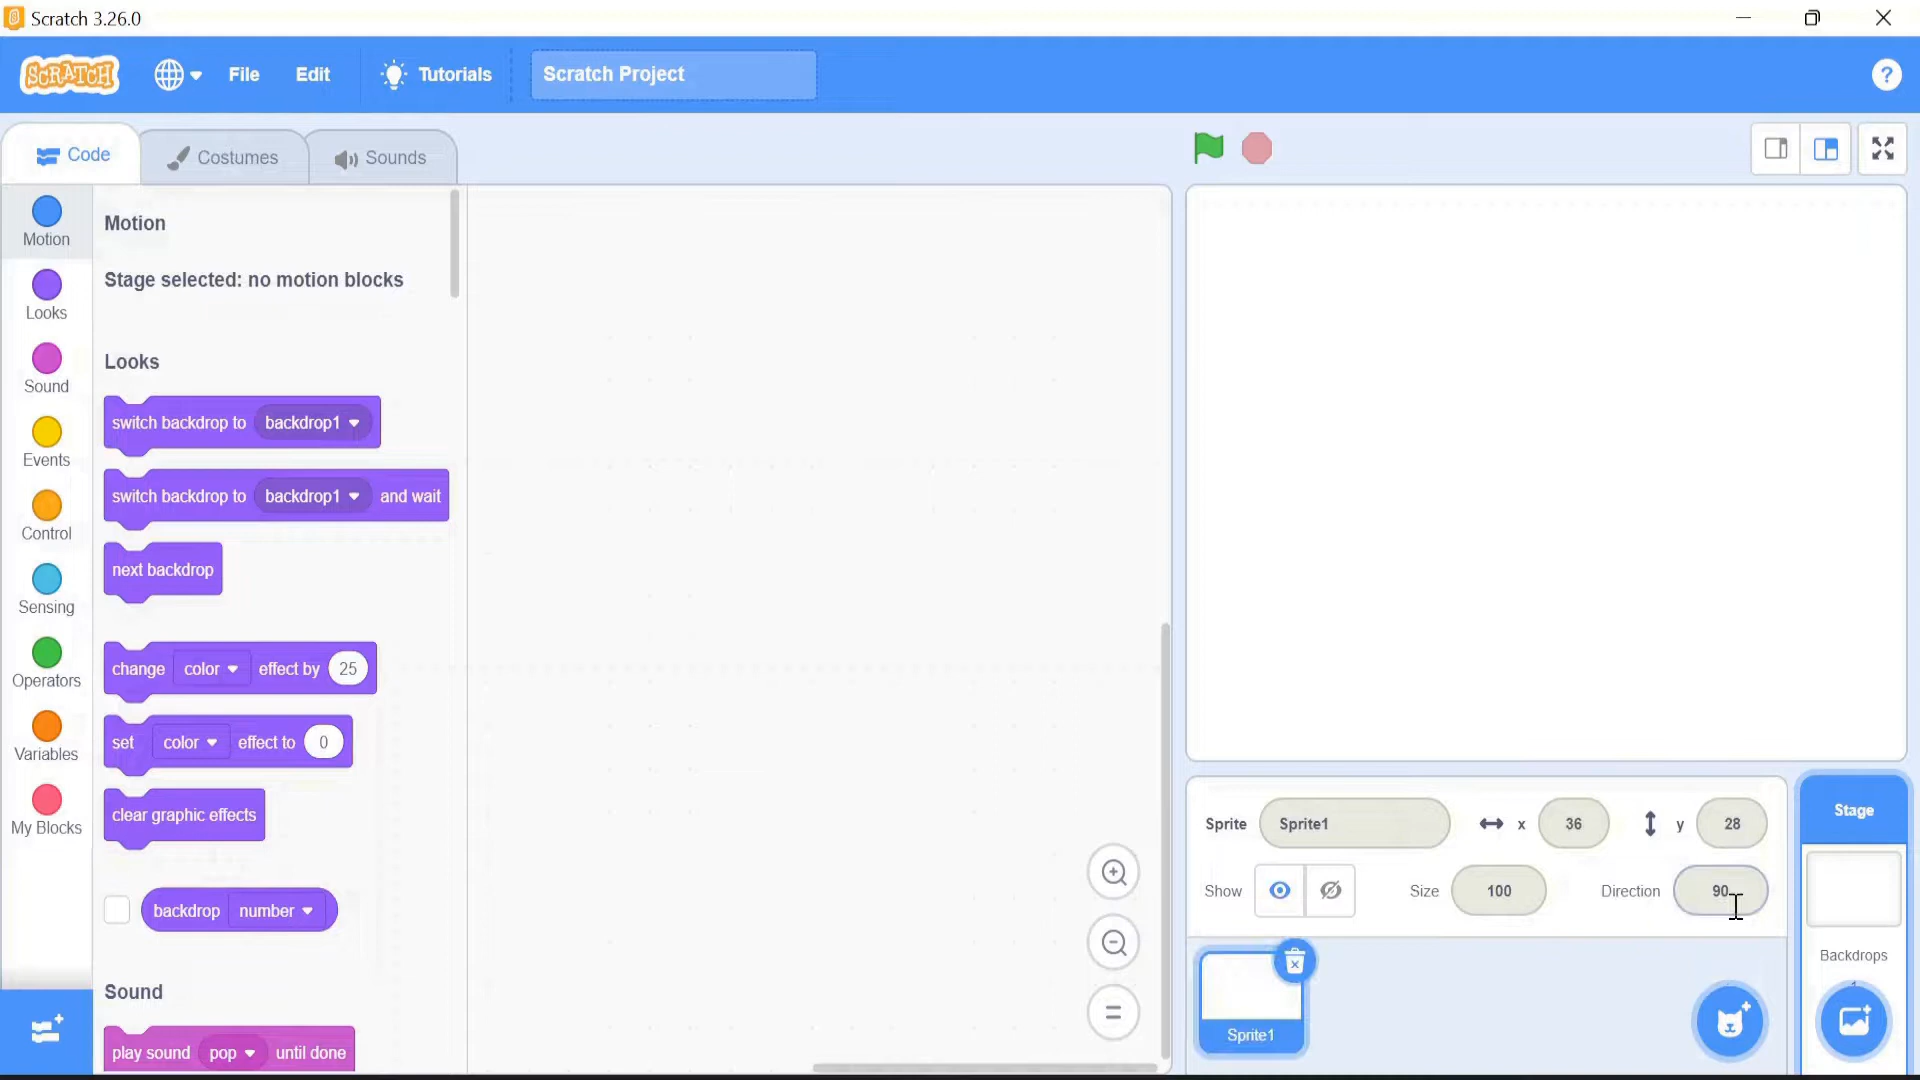 Scratch 3.26.0
SCRATCH
File
Edit
Tutorials
Scratch Project
?
Code
Costumes
Sounds
Motion
Looks
Sound
Events
Control
Sensing
Operators
Variables
My Blocks
Motion
Stage selected: no motion blocks
Looks
switch backdrop to backdrop1
switch backdrop to backdrop1 and wait
next backdrop
change color effect by 25
set color effect to 0
clear graphic effects
backdrop number
Sound
play sound pop until done
Sprite Sprite1 x 36 y 28
Show Size 100 Direction 90
Sprite1
Stage
Backdrops